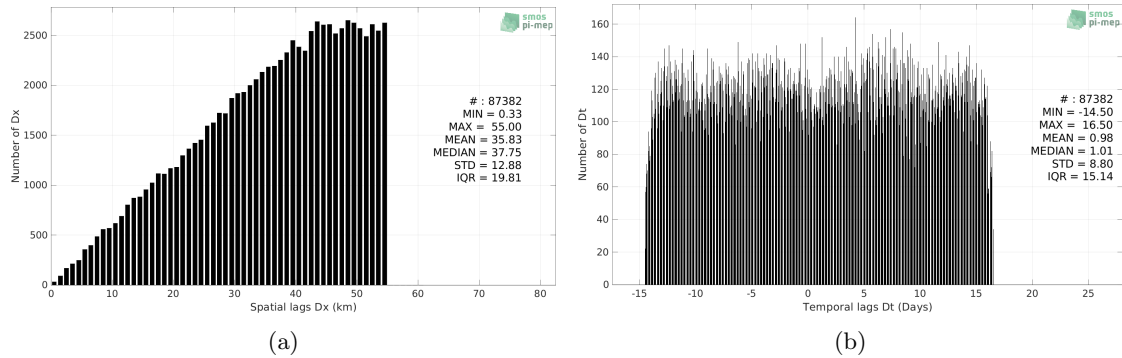 smos
pi-mep
2500
2000
1500
1000
500
0
Number of Dx
# : 87382
MIN = 0.33
MAX = 55.00
MEAN = 35.83
MEDIAN = 37.75
STD = 12.88
IQR = 19.81
0 10 20 30 40 50 60 70 80
Spatial lags Dx (km)
(a)
smos
pi-mep
160
140
120
100
80
60
40
20
0
Number of Dt
# : 87382
MIN = -14.50
MAX = 16.50
MEAN = 0.98
MEDIAN = 1.01
STD = 8.80
IQR = 15.14
-15 -10 -5 0 5 10 15 20
Temporal lags Dt (Days)
(b)